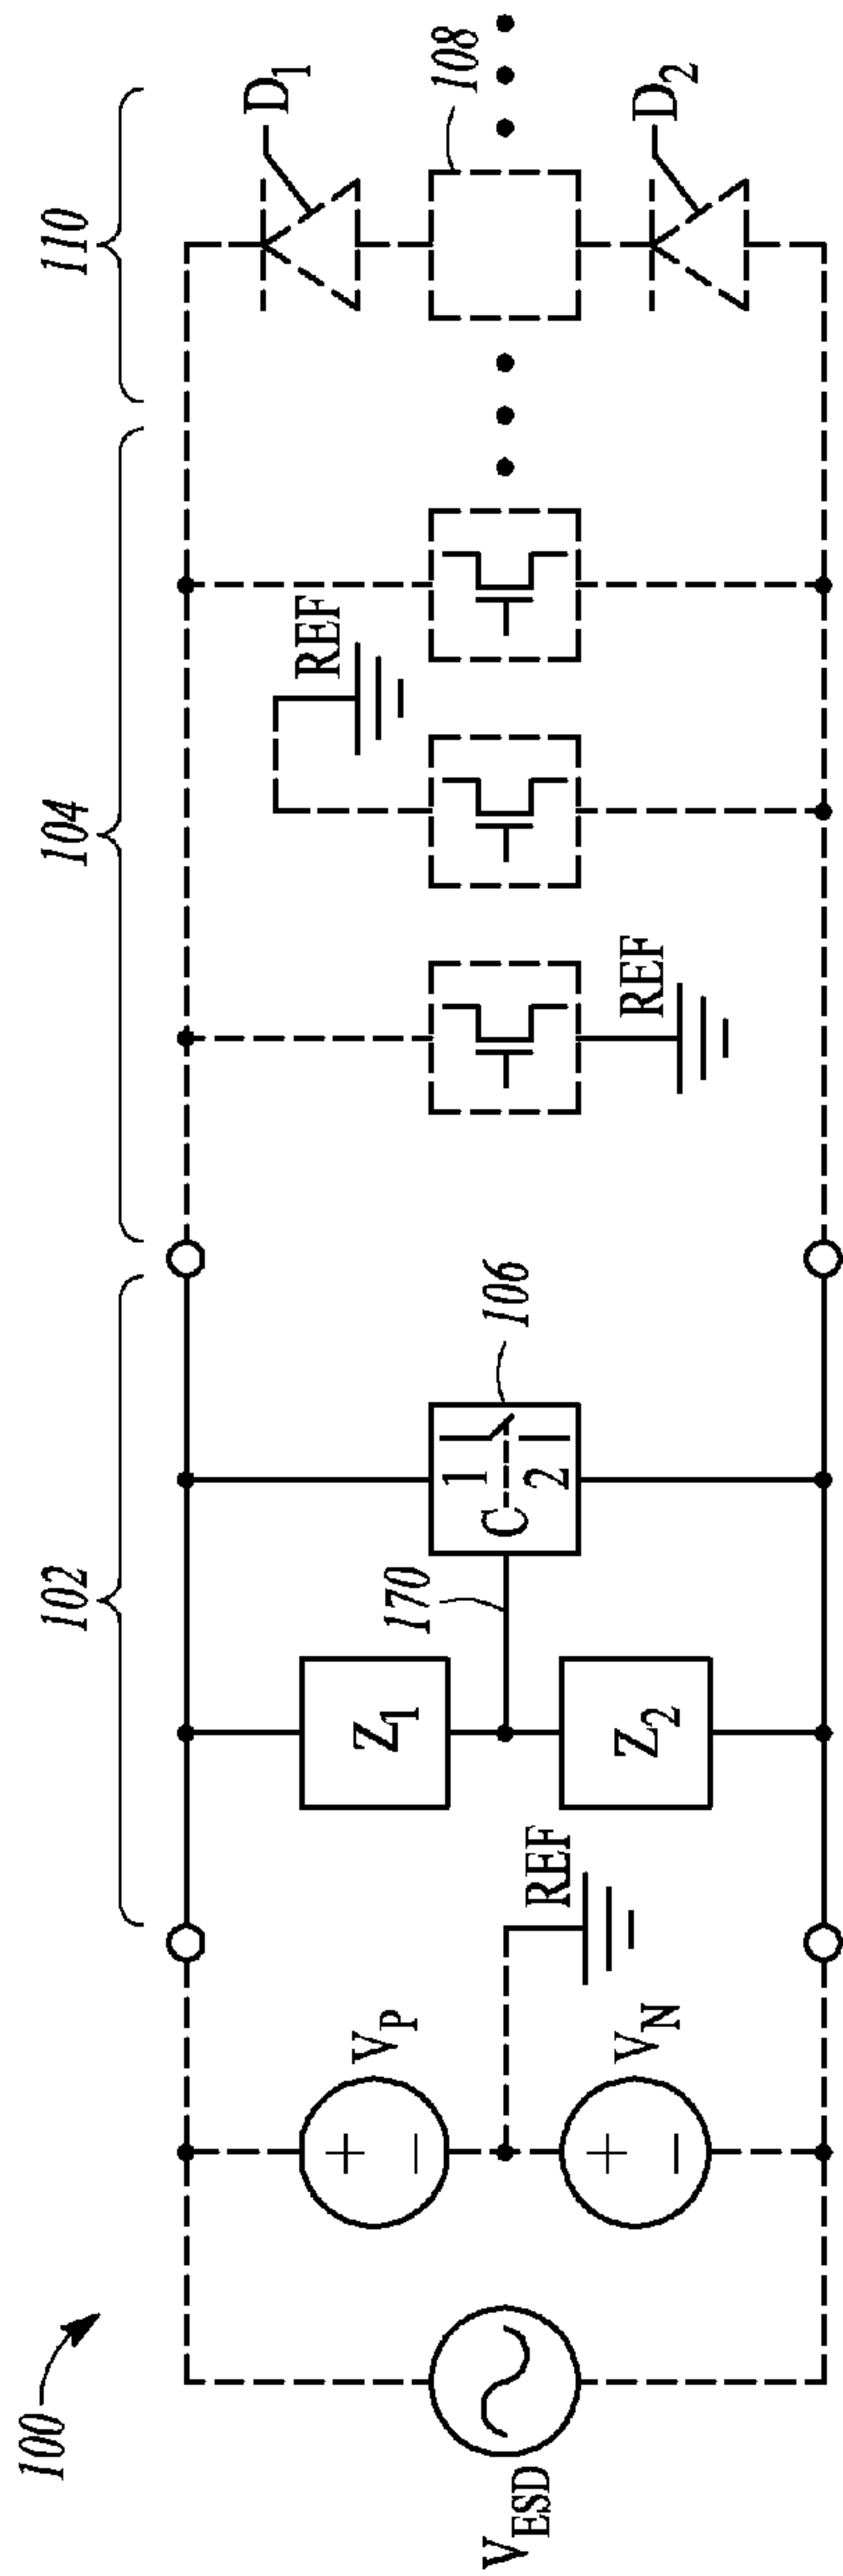 100
102
104
110
V_ESD
V_P
+
−
V_N
+
−
REF
Z_1
Z_2
170
C
1
2
106
REF
REF
D_1
108
D_2